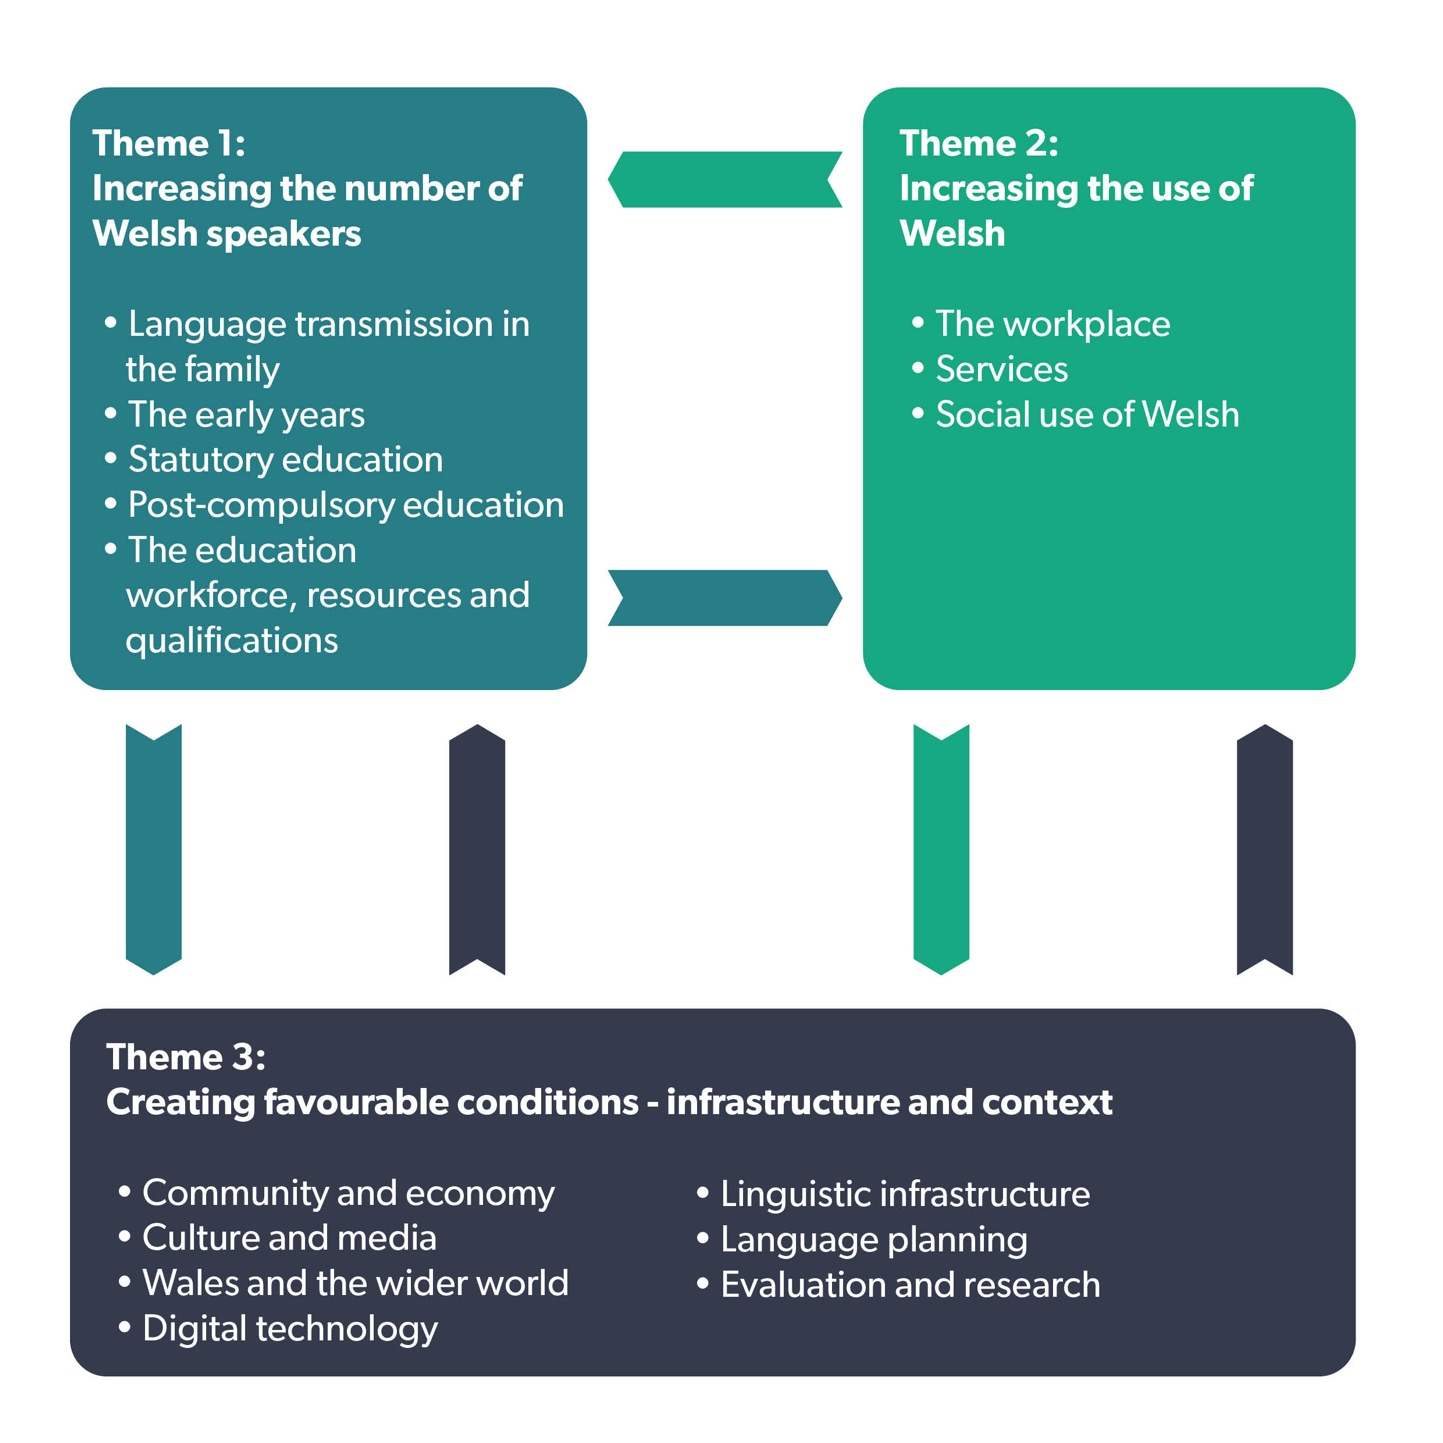 Theme 1:
Increasing the number of
Welsh speakers
• Language transmission in
the family
• The early years
• Statutory education
• Post-compulsory education
• The education
workforce, resources and
qualifications
Theme 2:
Increasing the use of
Welsh
• The workplace
• Services
• Social use of Welsh
Theme 3:
Creating favourable conditions - infrastructure and context
• Community and economy
• Culture and media
• Wales and the wider world
• Digital technology
• Linguistic infrastructure
• Language planning
• Evaluation and research